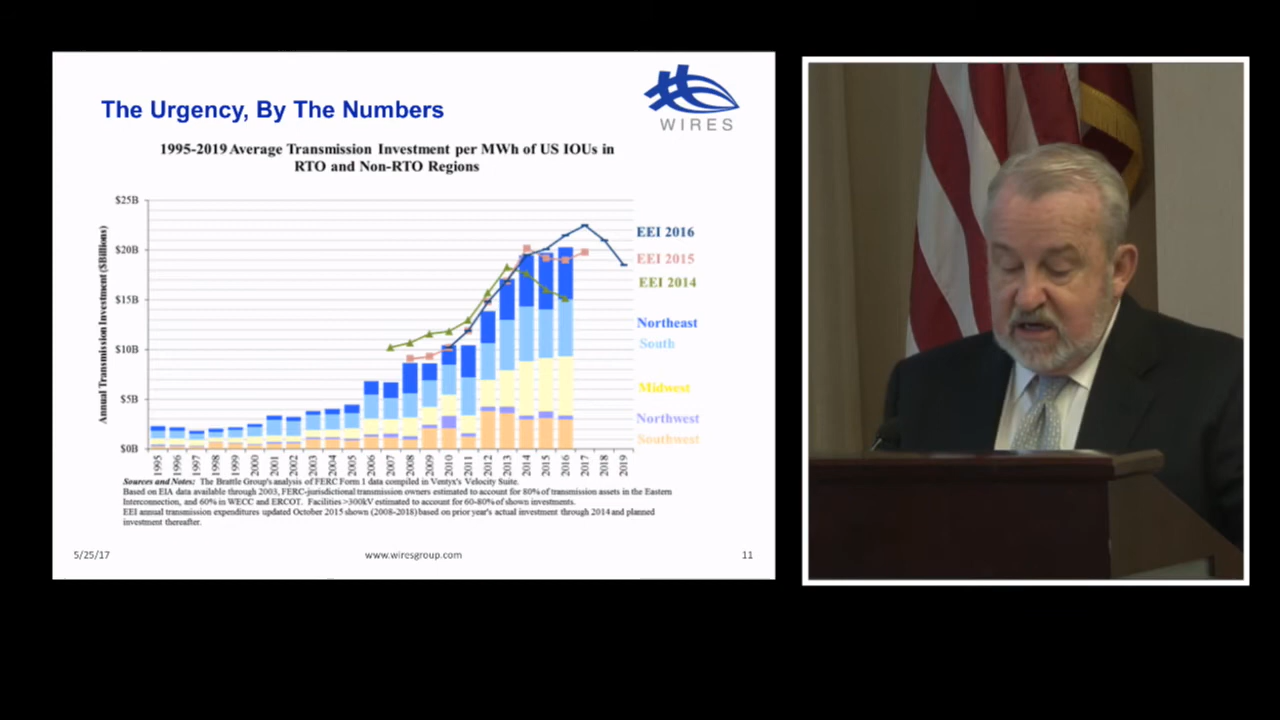 The Urgency, By The Numbers
WIRES
1995-2019 Average Transmission Investment per MWh of US IOUs in
RTO and Non-RTO Regions
Annual Transmission Investment ($Billions)
$25B
$20B
$15B
$10B
$5B
$0B
EEI 2016
EEI 2015
EEI 2014
Northeast
South
Midwest
Northwest
Southwest
1995 1996 1997 1998 1999 2000 2001 2002 2003 2004 2005 2006 2007 2008 2009 2010 2011 2012 2013 2014 2015 2016 2017 2018 2019
Sources and Notes: The Brattle Group's analysis of FERC Form 1 data compiled in Ventyx's Velocity Suite.
Based on EIA data available through 2003, FERC-jurisdictional transmission owners estimated to account for 80% of transmission assets in the Eastern
Interconnection, and 60% in WECC and ERCOT. Facilities >300kV estimated to account for 60-80% of shown investments.
EEI annual transmission expenditures updated October 2015 shown (2008-2018) based on prior year's actual investment through 2014 and planned
investment thereafter.
5/25/17
www.wiresgroup.com
11